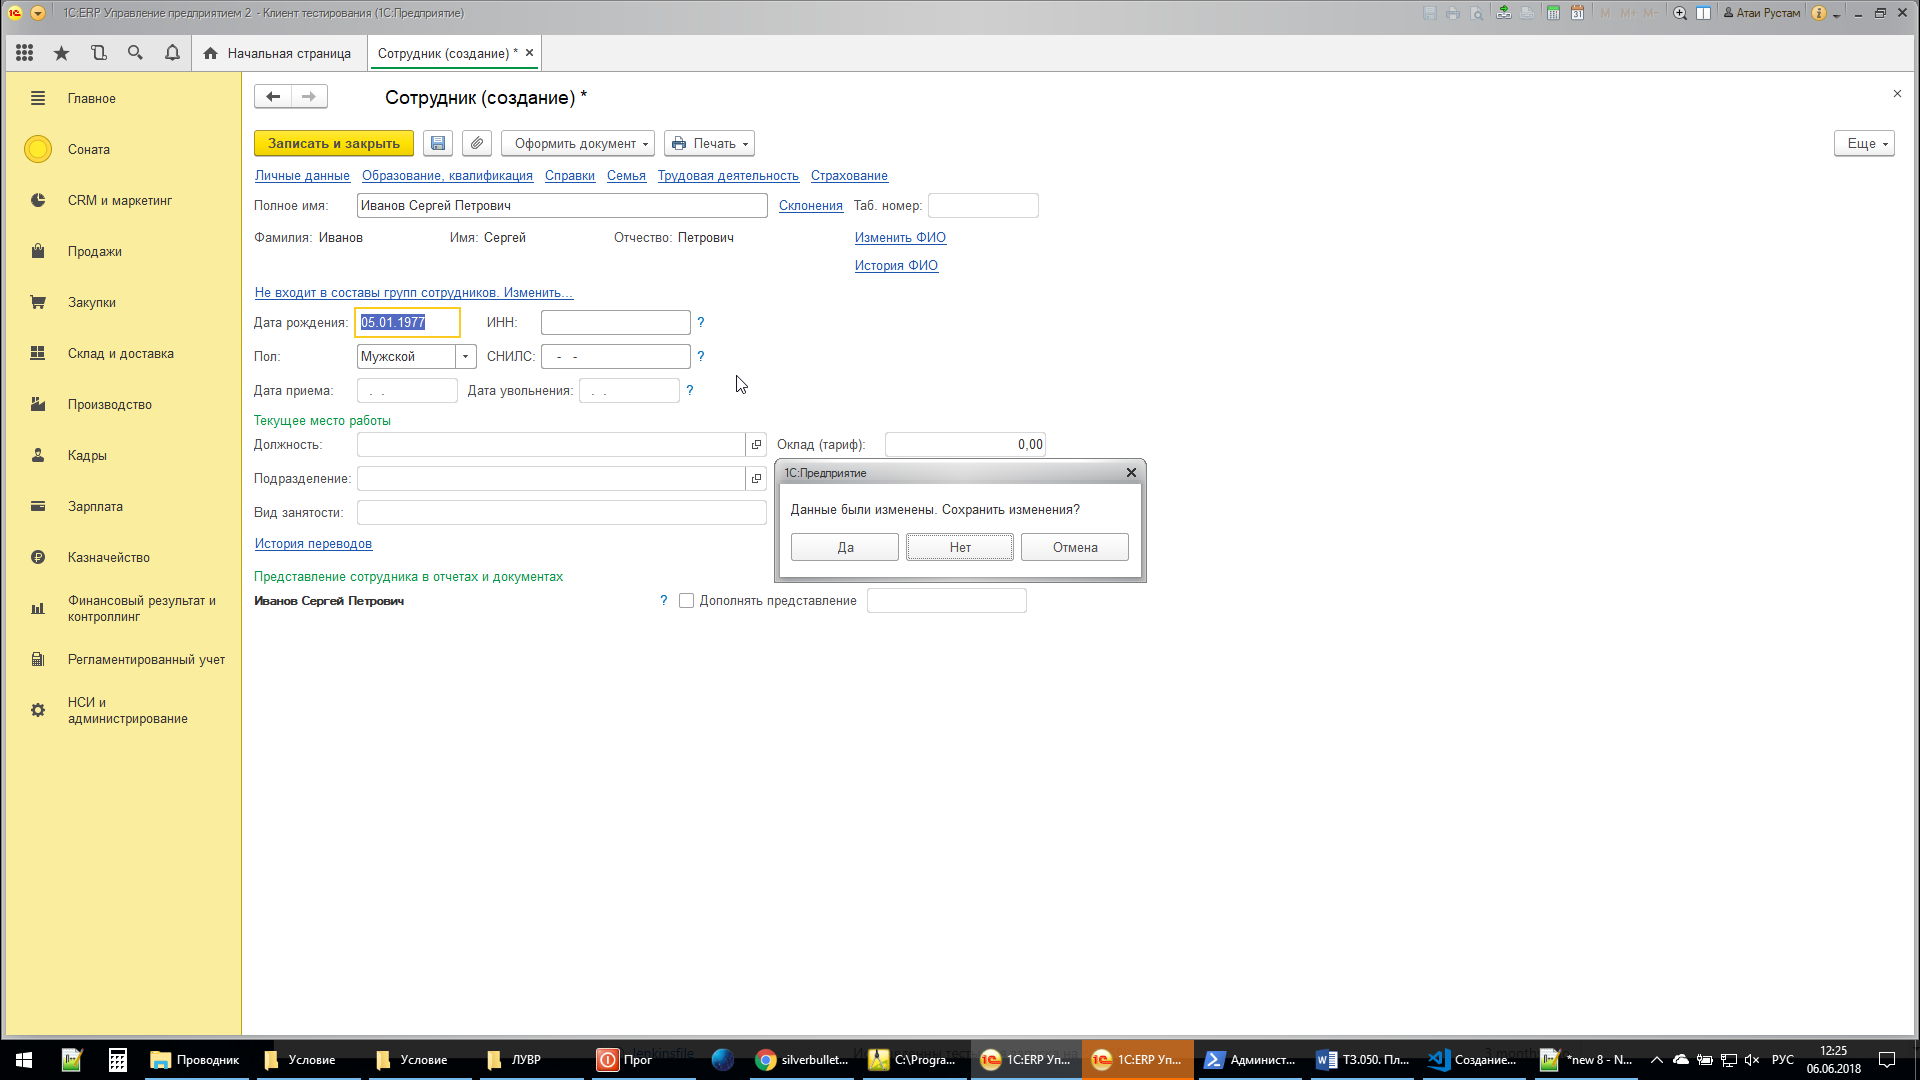 1С:ERP Управление предприятием 2 - Клиент тестирования (1С:Предприятие)
M M+ M-
Атаи Рустам
Начальная страница
Сотрудник (создание) *
Главное
Соната
CRM и маркетинг
Продажи
Закупки
Склад и доставка
Производство
Кадры
Зарплата
Казначейство
Финансовый результат и
контроллинг
Регламентированный учет
НСИ и
администрирование
Сотрудник (создание) *
Записать и закрыть
Оформить документ
Печать
Еще
Личные данные Образование, квалификация Справки Семья Трудовая деятельность Страхование
Полное имя: Иванов Сергей Петрович Склонения Таб. номер:
Фамилия: Иванов Имя: Сергей Отчество: Петрович Изменить ФИО
История ФИО
Не входит в составы групп сотрудников. Изменить...
Дата рождения: 05.01.1977 ИНН: ?
Пол: Мужской СНИЛС: - - ?
Дата приема: . . Дата увольнения: . . ?
Текущее место работы
Должность: Оклад (тариф): 0,00
Подразделение:
Вид занятости:
История переводов
1С:Предприятие
Данные были изменены. Сохранить изменения?
Да Нет Отмена
Представление сотрудника в отчетах и документах
Иванов Сергей Петрович ? Дополнять представление
Проводник
Условие
Условие
ЛУВР
Прог
silverbullet...
C:\Progra...
1С:ERP Уп...
1С:ERP Уп...
Админист...
ТЗ.050. Пл...
Создание...
*new 8 - N...
РУС
12:25
06.06.2018